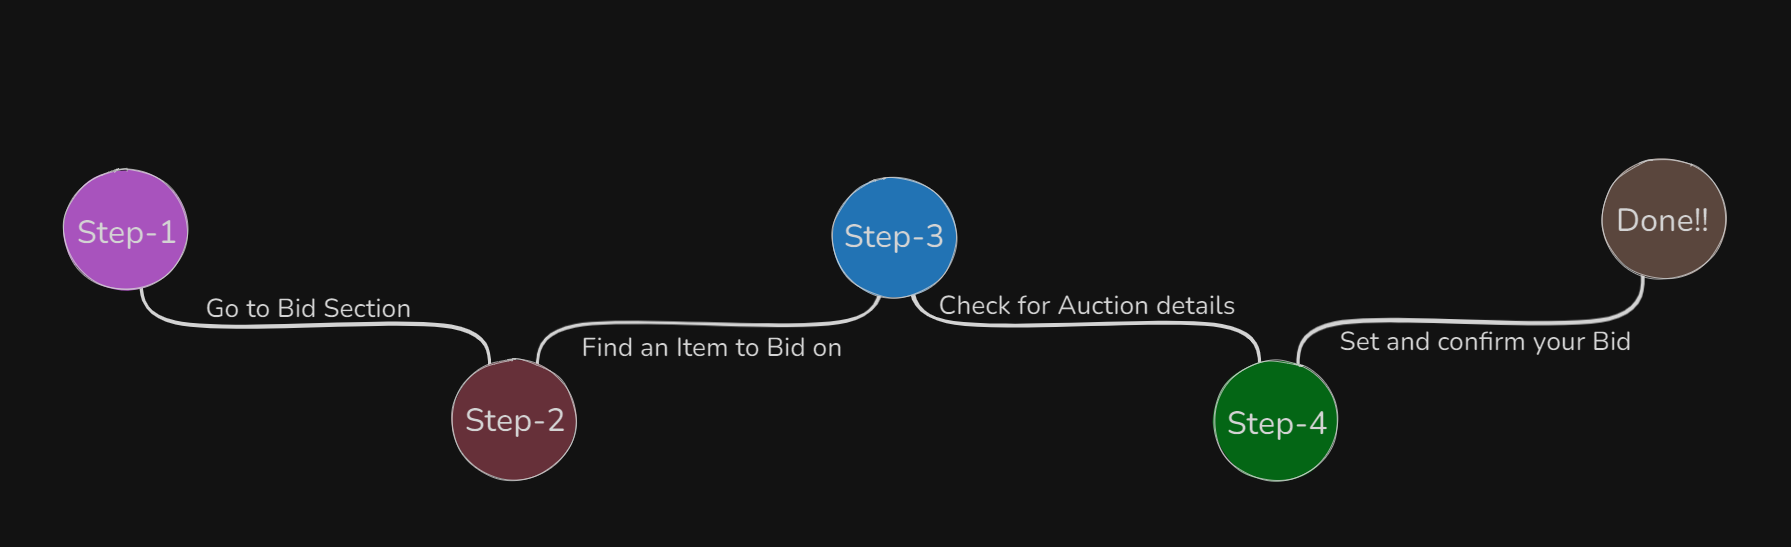 Step-1
Go to Bid Section
Step-2
Find an Item to Bid on
Step-3
Check for Auction details
Step-4
Set and confirm your Bid
Done!!